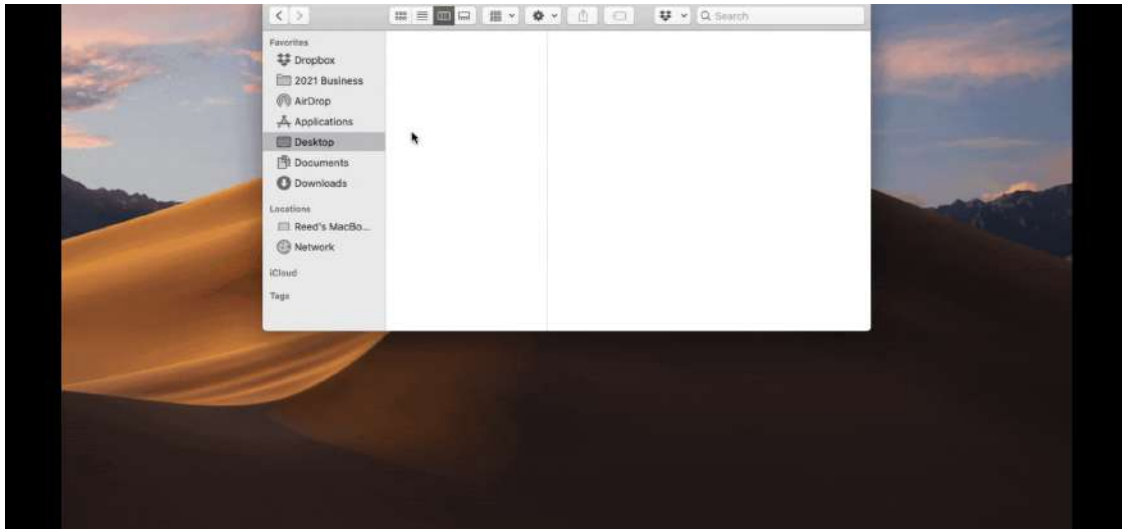 Search
Favorites
Dropbox
2021 Business
AirDrop
Applications
Desktop
Documents
Downloads
Locations
Reed's MacBo...
Network
iCloud
Tags